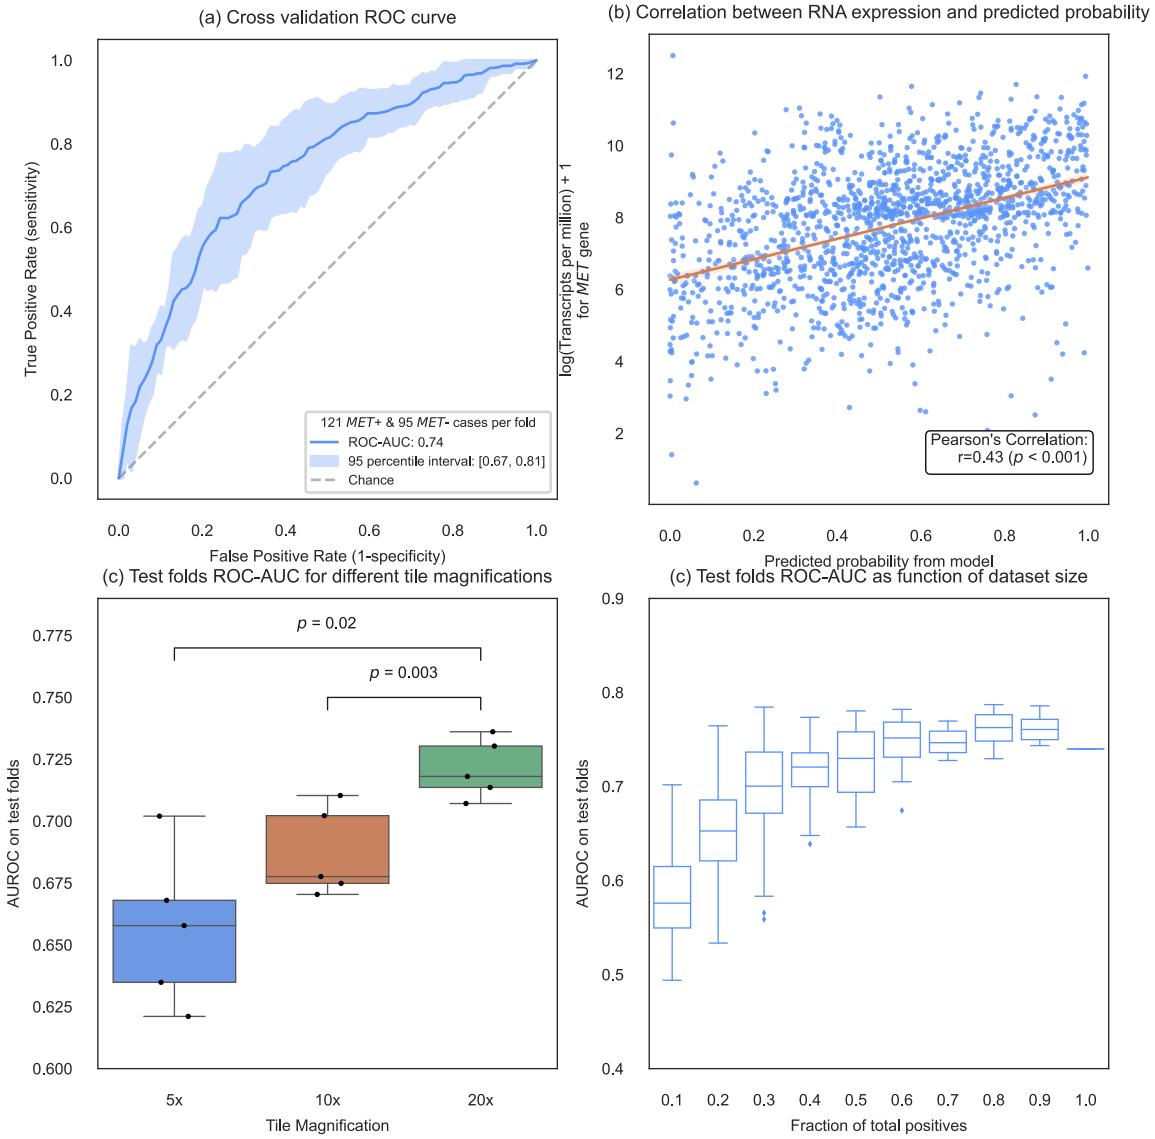 (a) Cross validation ROC curve
1.0
0.8
0.6
0.4
0.2
0.0
True Positive Rate (sensitivity)
121 MET+ & 95 MET- cases per fold
ROC-AUC: 0.74
95 percentile interval: [0.67, 0.81]
Chance
0.0 0.2 0.4 0.6 0.8 1.0
False Positive Rate (1-specificity)
(b) Correlation between RNA expression and predicted probability
12
10
8
6
4
2
log(Transcripts per million) + 1
for MET gene
Pearson's Correlation:
r=0.43 (p < 0.001)
0.0 0.2 0.4 0.6 0.8 1.0
Predicted probability from model
(c) Test folds ROC-AUC for different tile magnifications
0.775
0.750
0.725
0.700
0.675
0.650
0.625
0.600
AUROC on test folds
p = 0.02
p = 0.003
5x 10x 20x
Tile Magnification
(c) Test folds ROC-AUC as function of dataset size
0.9
0.8
0.7
0.6
0.5
0.4
AUROC on test folds
0.1 0.2 0.3 0.4 0.5 0.6 0.7 0.8 0.9 1.0
Fraction of total positives